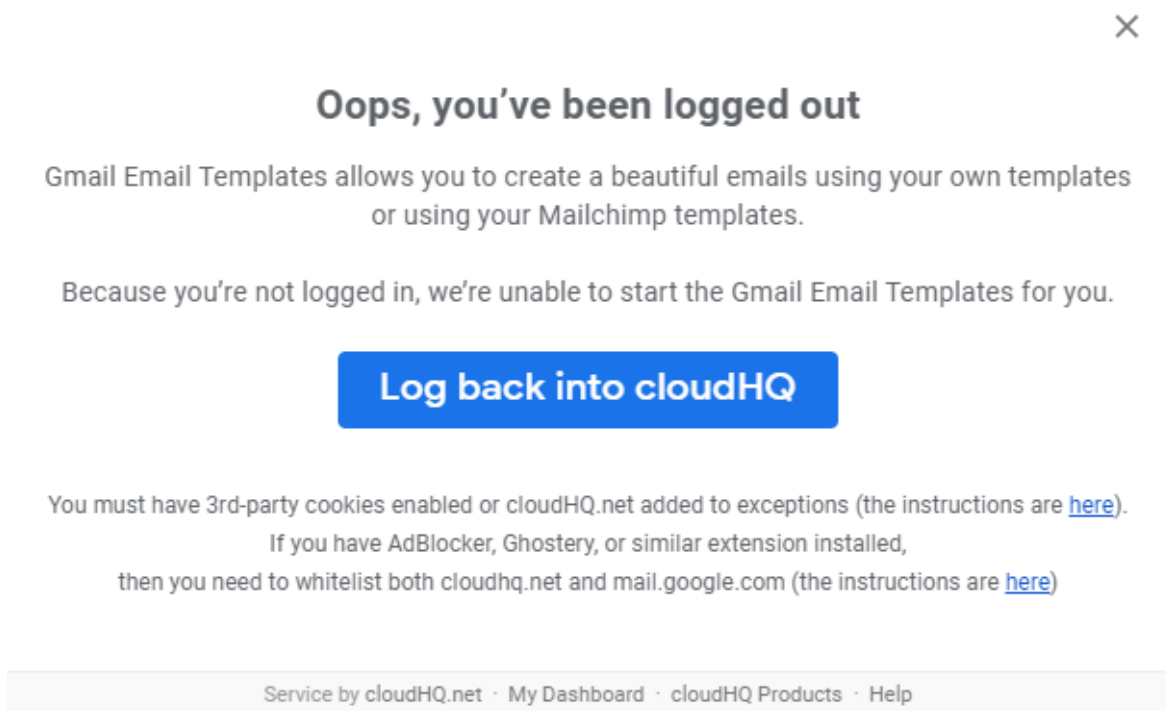 Oops, you’ve been logged out
Gmail Email Templates allows you to create a beautiful emails using your own templates
or using your Mailchimp templates.
Because you’re not logged in, we’re unable to start the Gmail Email Templates for you.
Log back into cloudHQ
You must have 3rd-party cookies enabled or cloudHQ.net added to exceptions (the instructions are here).
If you have AdBlocker, Ghostery, or similar extension installed,
then you need to whitelist both cloudhq.net and mail.google.com (the instructions are here)
Service by cloudHQ.net · My Dashboard · cloudHQ Products · Help